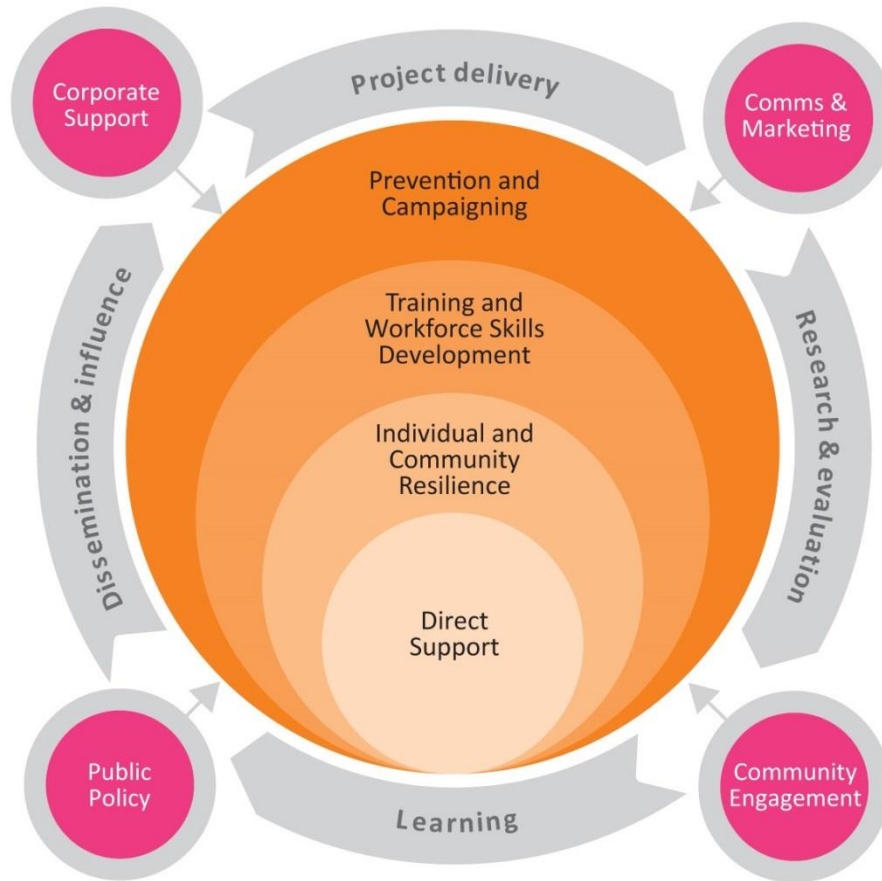 Corporate
Support
Project delivery
Comms &
Marketing
Prevention and
Campaigning
Training and
Workforce Skills
Development
Individual and
Community
Resilience
Direct
Support
Dissemination & influence
Research & evaluation
Public
Policy
Learning
Community
Engagement